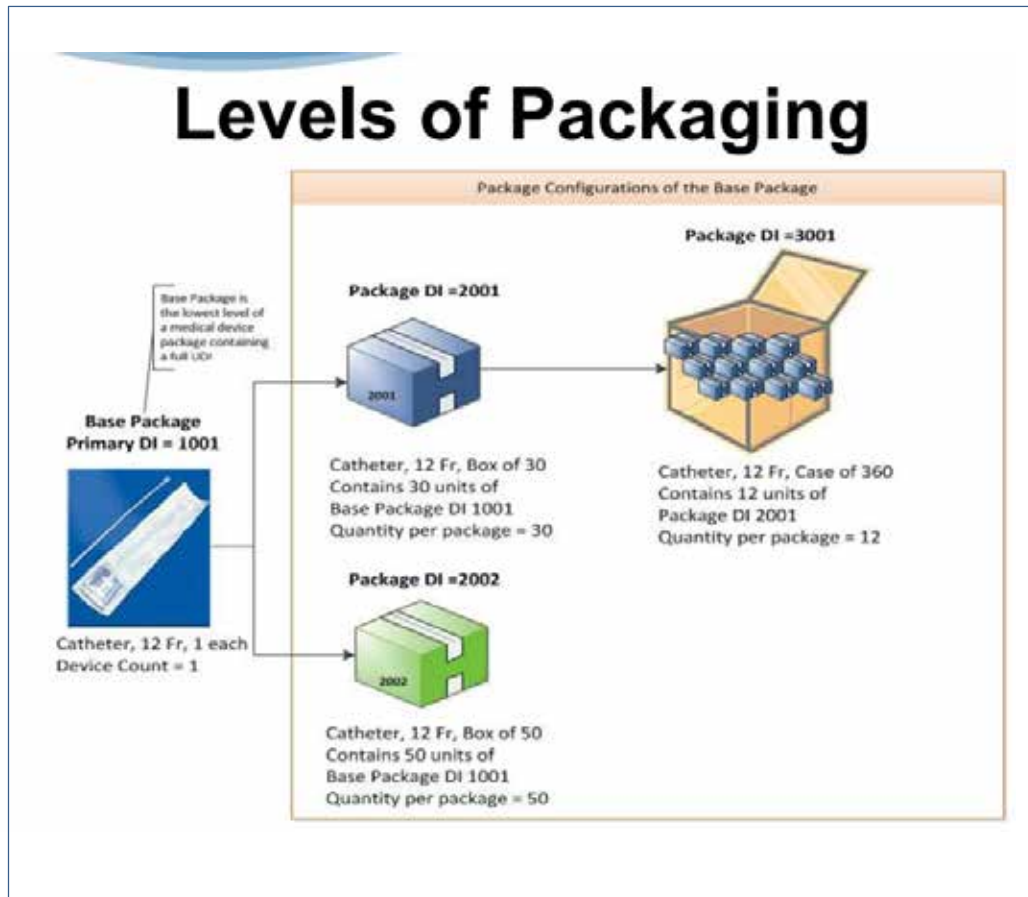 Levels of Packaging
Package Configurations of the Base Package
Base Package is
the lowest level of
a medical device
package containing
a full UDI
Base Package
Primary DI = 1001
Catheter, 12 Fr, 1 each
Device Count = 1
Package DI =2001
2001
Catheter, 12 Fr, Box of 30
Contains 30 units of
Base Package DI 1001
Quantity per package = 30
Package DI =3001
Catheter, 12 Fr, Case of 360
Contains 12 units of
Package DI 2001
Quantity per package = 12
Package DI =2002
2002
Catheter, 12 Fr, Box of 50
Contains 50 units of
Base Package DI 1001
Quantity per package = 50